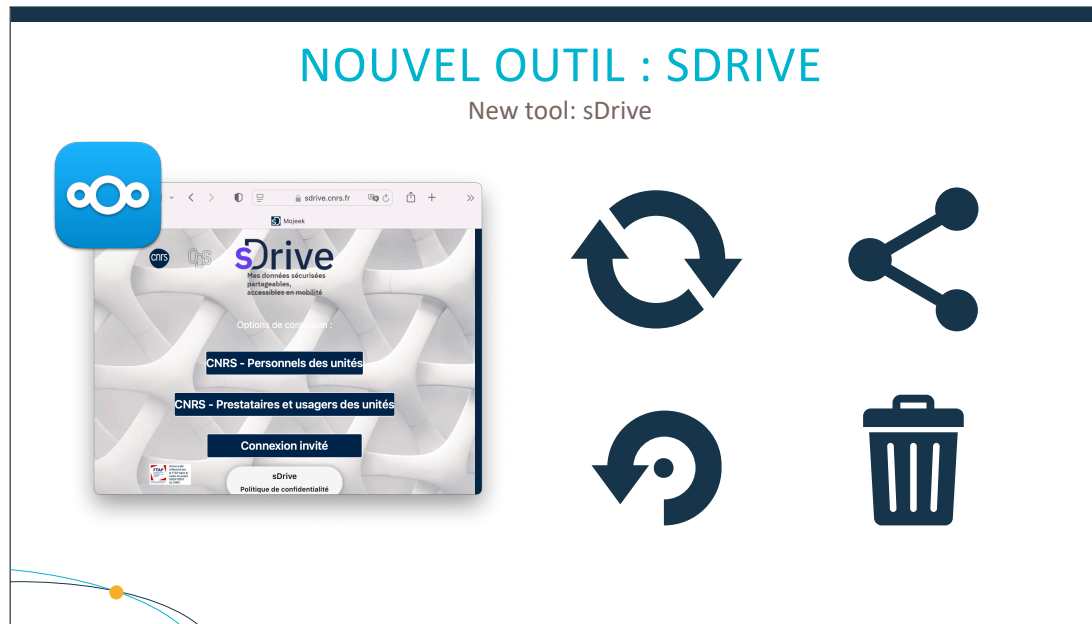 NOUVEL OUTIL : SDRIVE
New tool: sDrive
sdrive.cnrs.fr
Mojeek
cnrs
sDrive
Mes données sécurisées
partageables,
accessibles en mobilité
Options de connexion :
CNRS - Personnels des unités
CNRS - Prestataires et usagers des unités
Connexion invité
sDrive
Politique de confidentialité